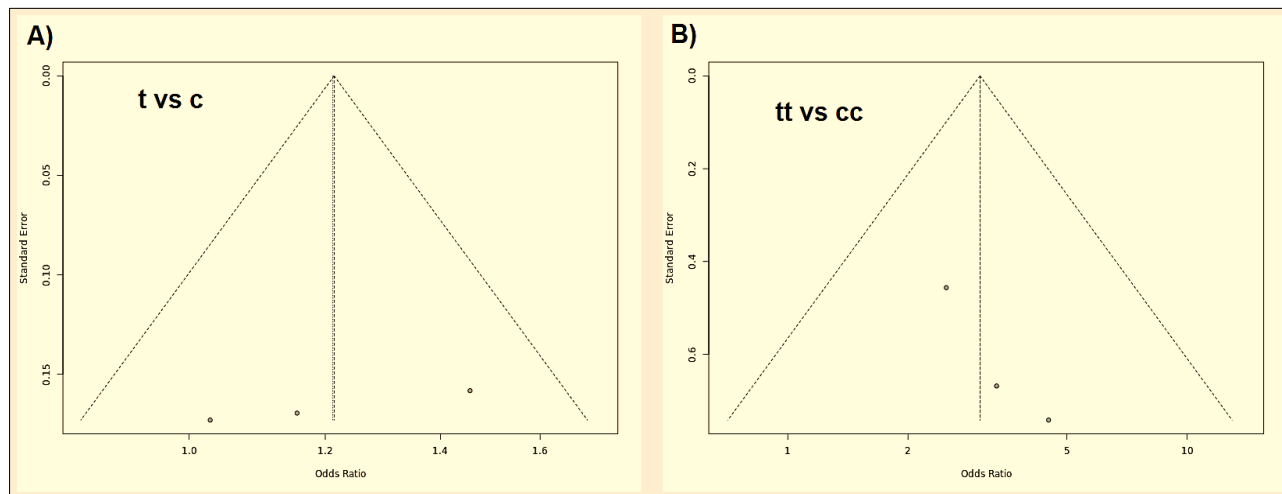 A)
t vs c
0.00
0.05
0.10
0.15
Standard Error
1.0
1.2
1.4
1.6
Odds Ratio
B)
tt vs cc
0.0
0.2
0.4
0.6
Standard Error
1
2
5
10
Odds Ratio